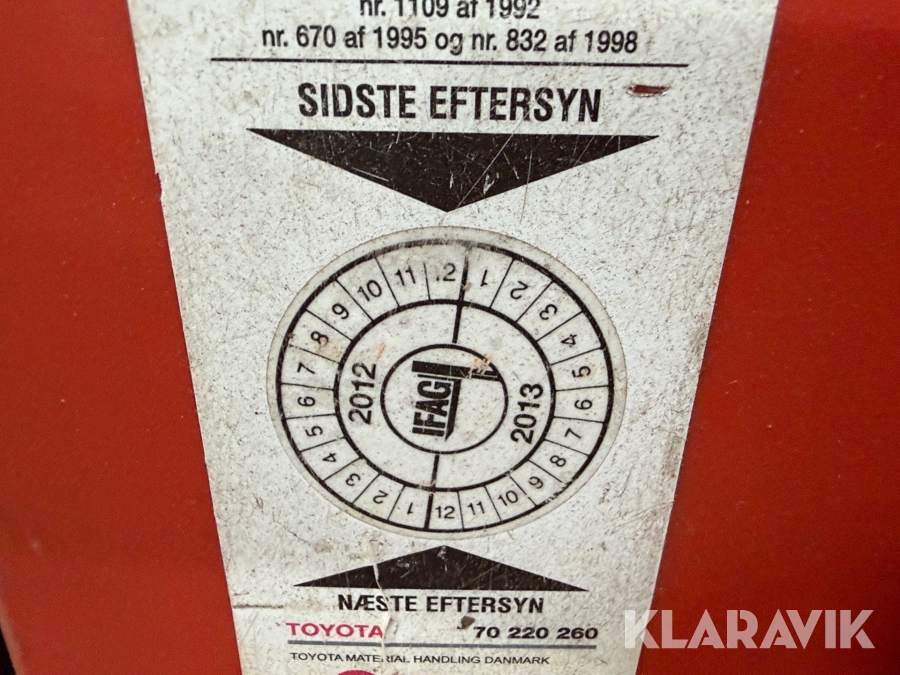 nr. 1109 af 1992
nr. 670 af 1995 og nr. 832 af 1998
SIDSTE EFTERSYN
10 11 12 1 2 3 4 5 6 7 8 9 10 11 12
1 2 3 4 5 6 7 8 9
2012
IFAG
2013
NÆSTE EFTERSYN
TOYOTA 70 220 260
TOYOTA MATERIAL HANDLING DANMARK
KLARAVIK